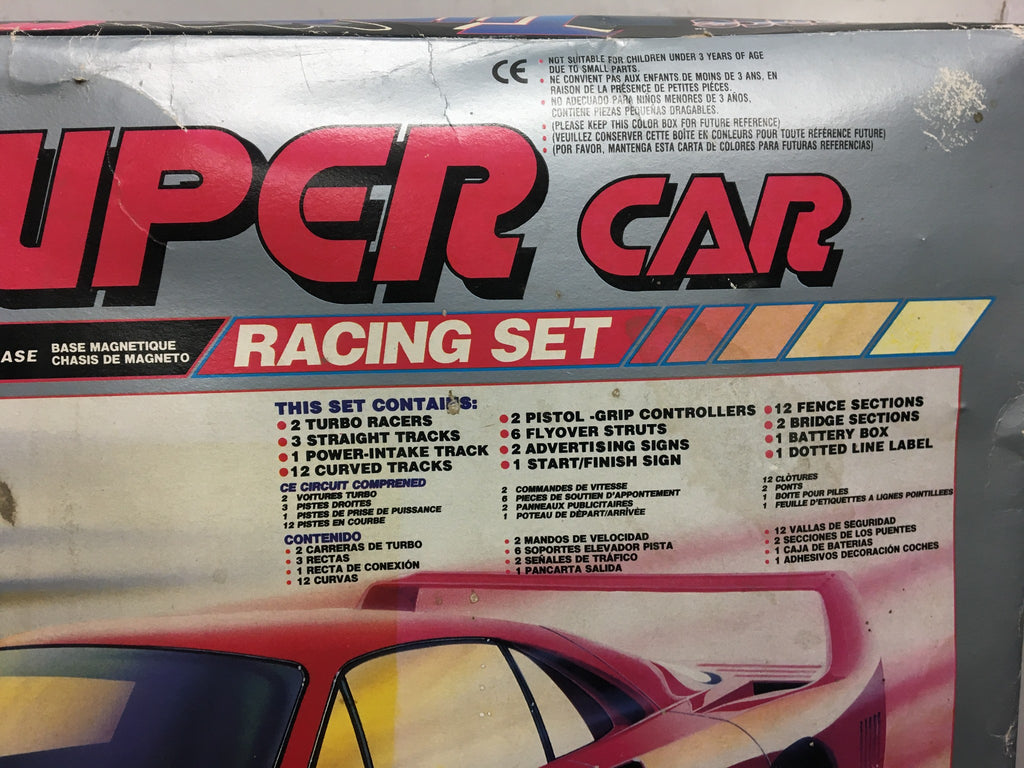 CE
• NOT SUITABLE FOR CHILDREN UNDER 3 YEARS OF AGE
DUE TO SMALL PARTS.
• NE CONVIENT PAS AUX ENFANTS DE MOINS DE 3 ANS, EN
RAISON DE LA PRÉSENCE DE PETITES PIÈCES.
• NO ADECUADO PARA NIÑOS MENORES DE 3 AÑOS,
CONTIENE PIEZAS PEQUEÑAS DRAGABLES.
• (PLEASE KEEP THIS COLOR BOX FOR FUTURE REFERENCE)
• (VEUILLEZ CONSERVER CETTE BOÎTE EN CONLEURS POUR TOUTE RÉFÉRENCE FUTURE)
• (POR FAVOR, MANTENGA ESTA CARTA DE COLORES PARA FUTURAS REFERENCIAS)
UPER CAR
ASE
BASE MAGNETIQUE
CHASIS DE MAGNETO
RACING SET
THIS SET CONTAINS:
• 2 TURBO RACERS
• 3 STRAIGHT TRACKS
• 1 POWER-INTAKE TRACK
• 12 CURVED TRACKS
• 2 PISTOL -GRIP CONTROLLERS
• 6 FLYOVER STRUTS
• 2 ADVERTISING SIGNS
• 1 START/FINISH SIGN
• 12 FENCE SECTIONS
• 2 BRIDGE SECTIONS
• 1 BATTERY BOX
• 1 DOTTED LINE LABEL
CE CIRCUIT COMPREND
2 VOITURES TURBO
3 PISTES DROITES
1 PISTES DE PRISE DE PUISSANCE
12 PISTES EN COURBE
2 COMMANDES DE VITESSE
6 PIECES DE SOUTIEN D'APPONTEMENT
2 PANNEAUX PUBLICITAIRES
1 POTEAU DE DÉPART/ARRIVÉE
12 CLÔTURES
2 PONTS
1 BOITE POUR PILES
1 FEUILLE D'ETIQUETTES A LIGNES POINTILLEES
CONTENIDO
• 2 CARRERAS DE TURBO
• 3 RECTAS
• 1 RECTA DE CONEXIÓN
• 12 CURVAS
• 2 MANDOS DE VELOCIDAD
• 6 SOPORTES ELEVADOR PISTA
• 2 SEÑALES DE TRÁFICO
• 1 PANCARTA SALIDA
• 12 VALLAS DE SEGURIDAD
• 2 SECCIONES DE LOS PUENTES
• 1 CAJA DE BATERIAS
• 1 ADHESIVOS DECORACIÓN COCHES